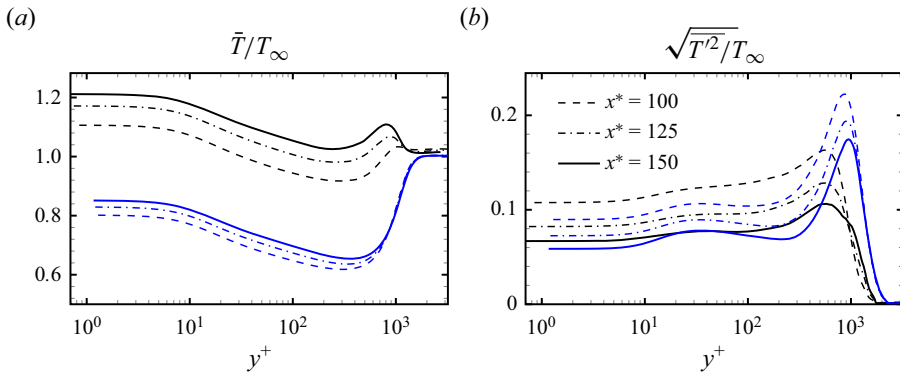 (a)
T̄/T∞
1.2
1.0
0.8
0.6
10⁰ 10¹ 10² 10³
y⁺
(b)
√T′²̅/T∞
0.2
0.1
0
x* = 100
x* = 125
x* = 150
10⁰ 10¹ 10² 10³
y⁺